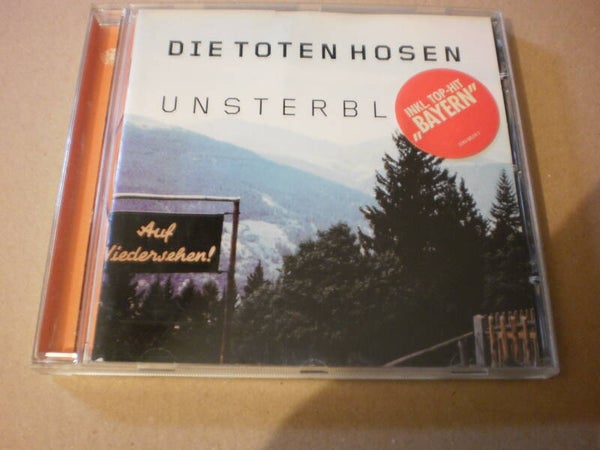 DIE TOTEN HOSEN
UNSTERBL
INKL. TOP-HIT
„BAYERN"
Auf
Wiedersehen!